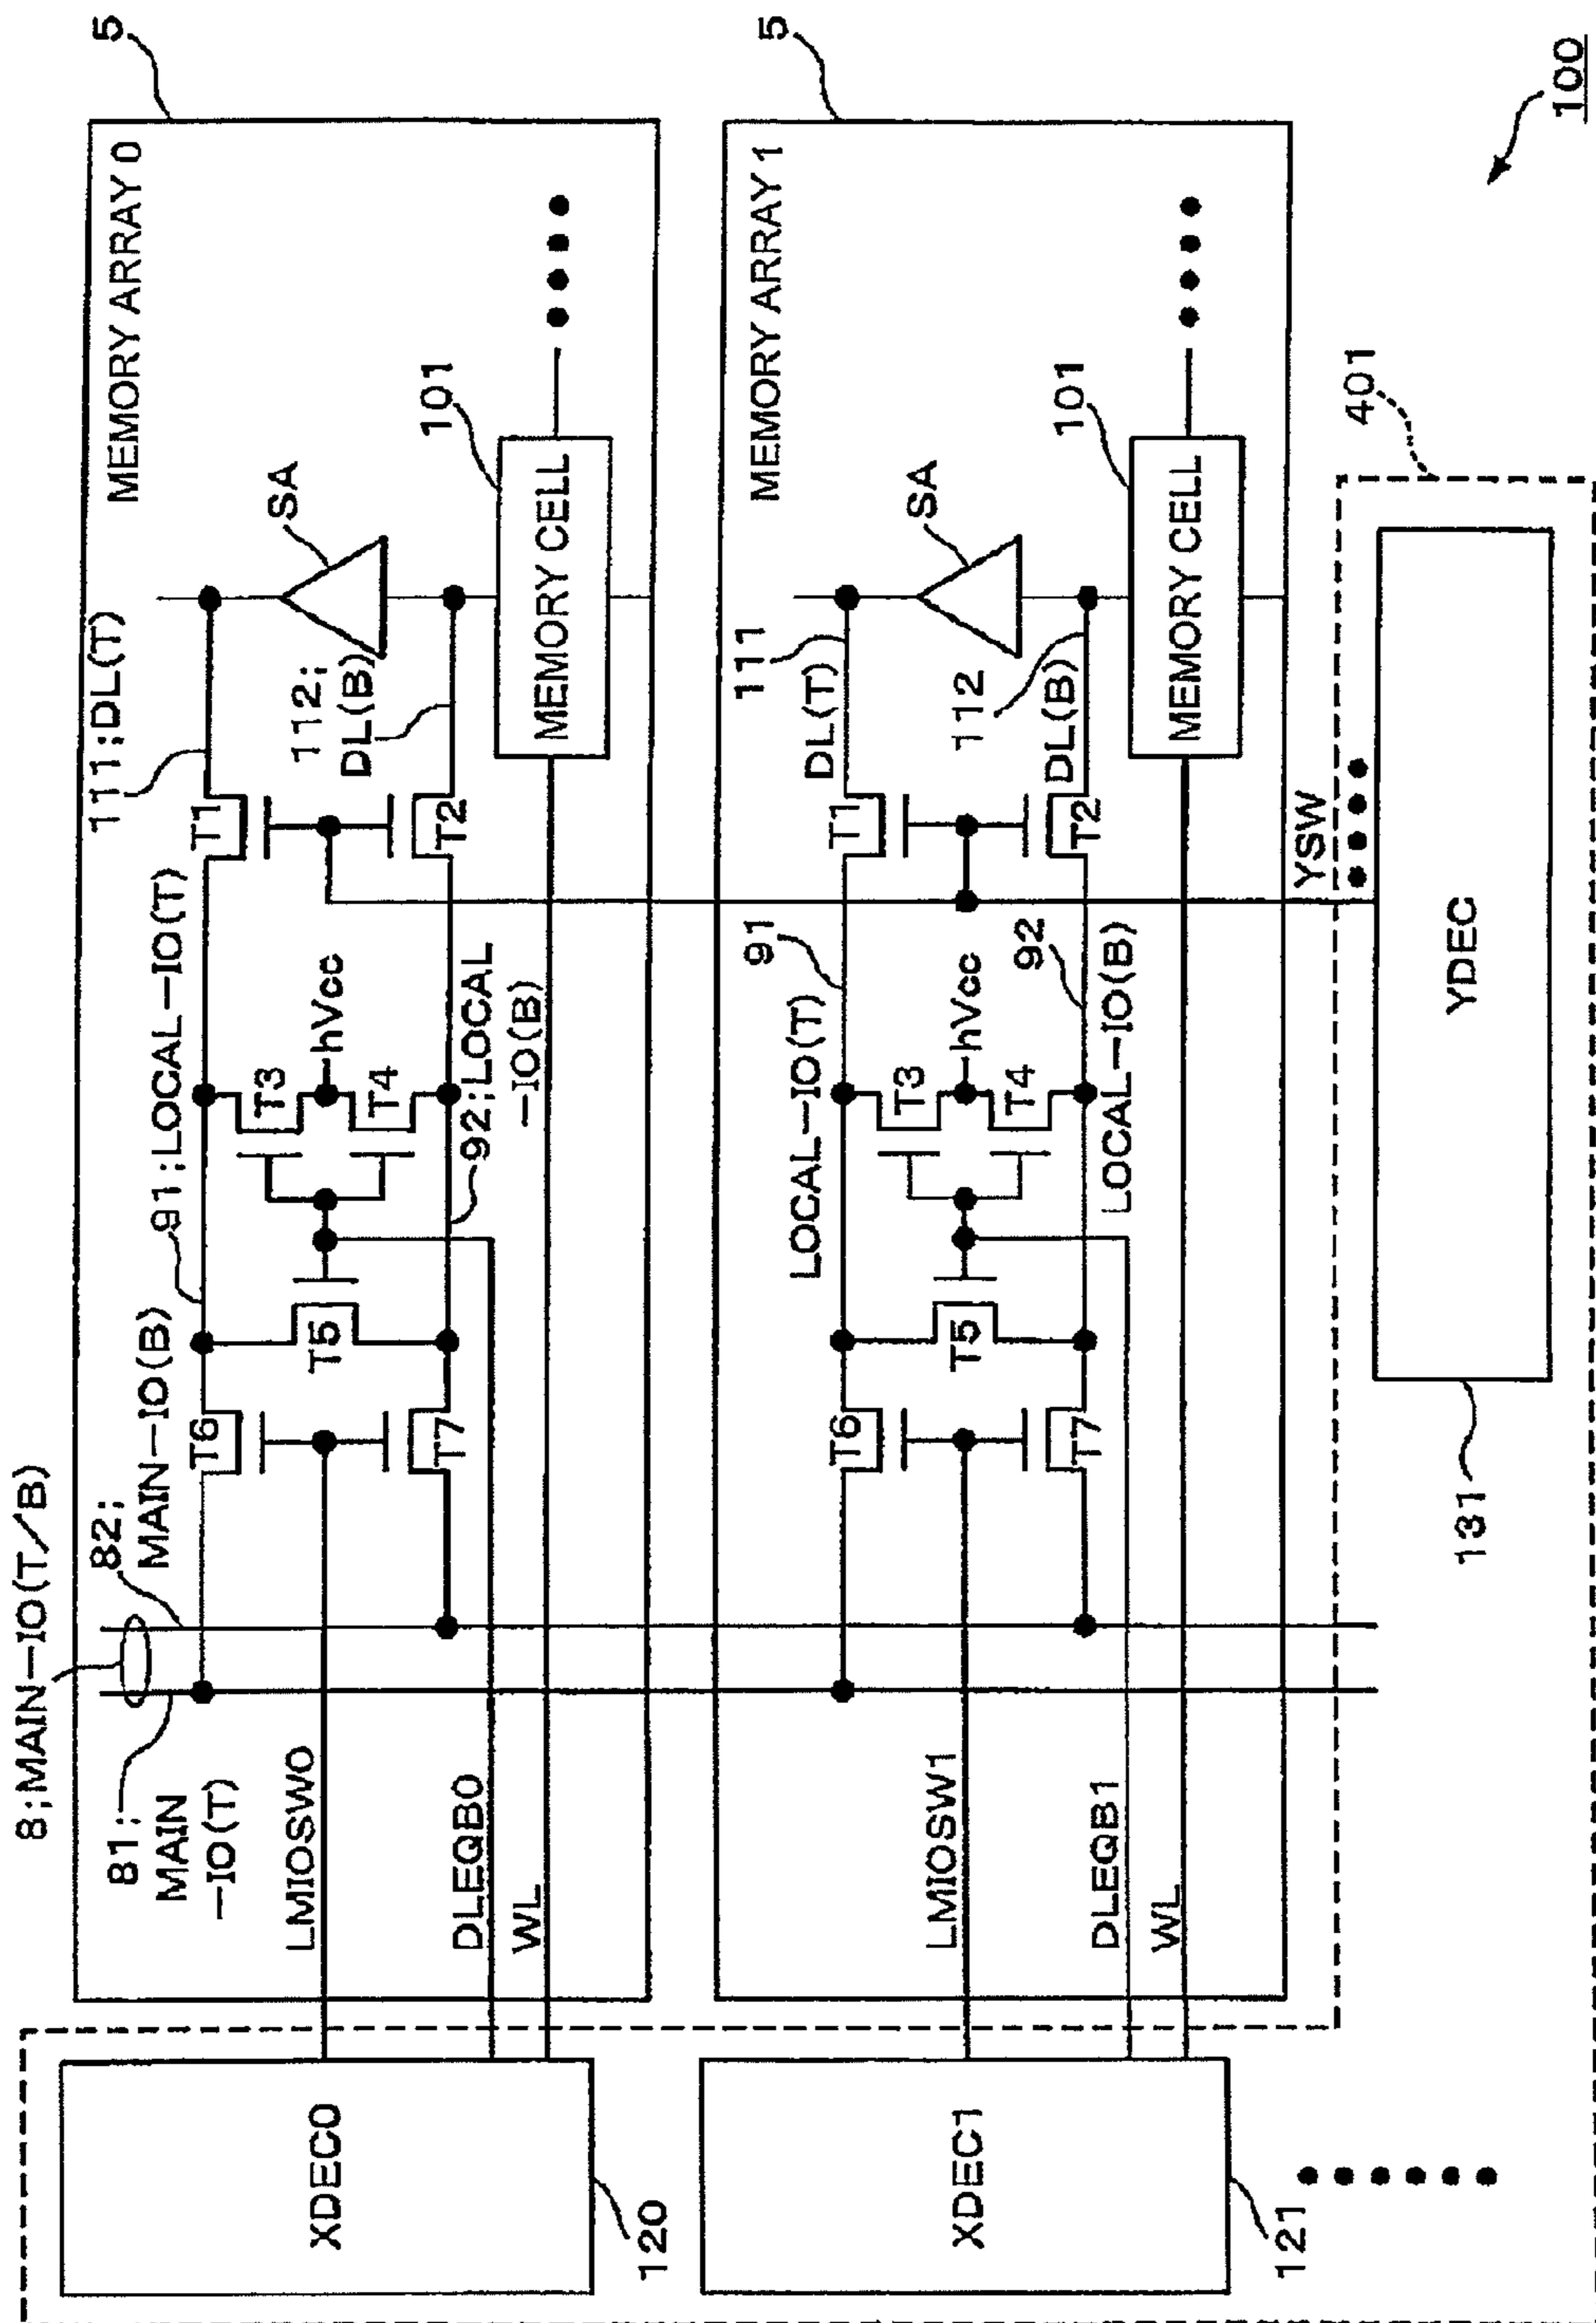 8;MAIN-IO(T/B)
81;
MAIN
-IO(T)
82;
MAIN-IO(B)
91;LOCAL-IO(T)
111;DL(T)
5
MEMORY ARRAY 0
XDEC0
120
LMIOSW0
DLEQB0
WL
T6
T7
T5
T3
T4
hVcc
92;LOCAL
-IO(B)
T1
T2
112;
DL(B)
SA
MEMORY CELL
101
5
MEMORY ARRAY 1
XDEC1
121
LMIOSW1
DLEQB1
WL
T6
T7
T5
T3
T4
hVcc
LOCAL-IO(T)
91
LOCAL-IO(B)
92
T1
T2
DL(T)
111
DL(B)
112
SA
MEMORY CELL
101
YSW
YDEC
131
401
100